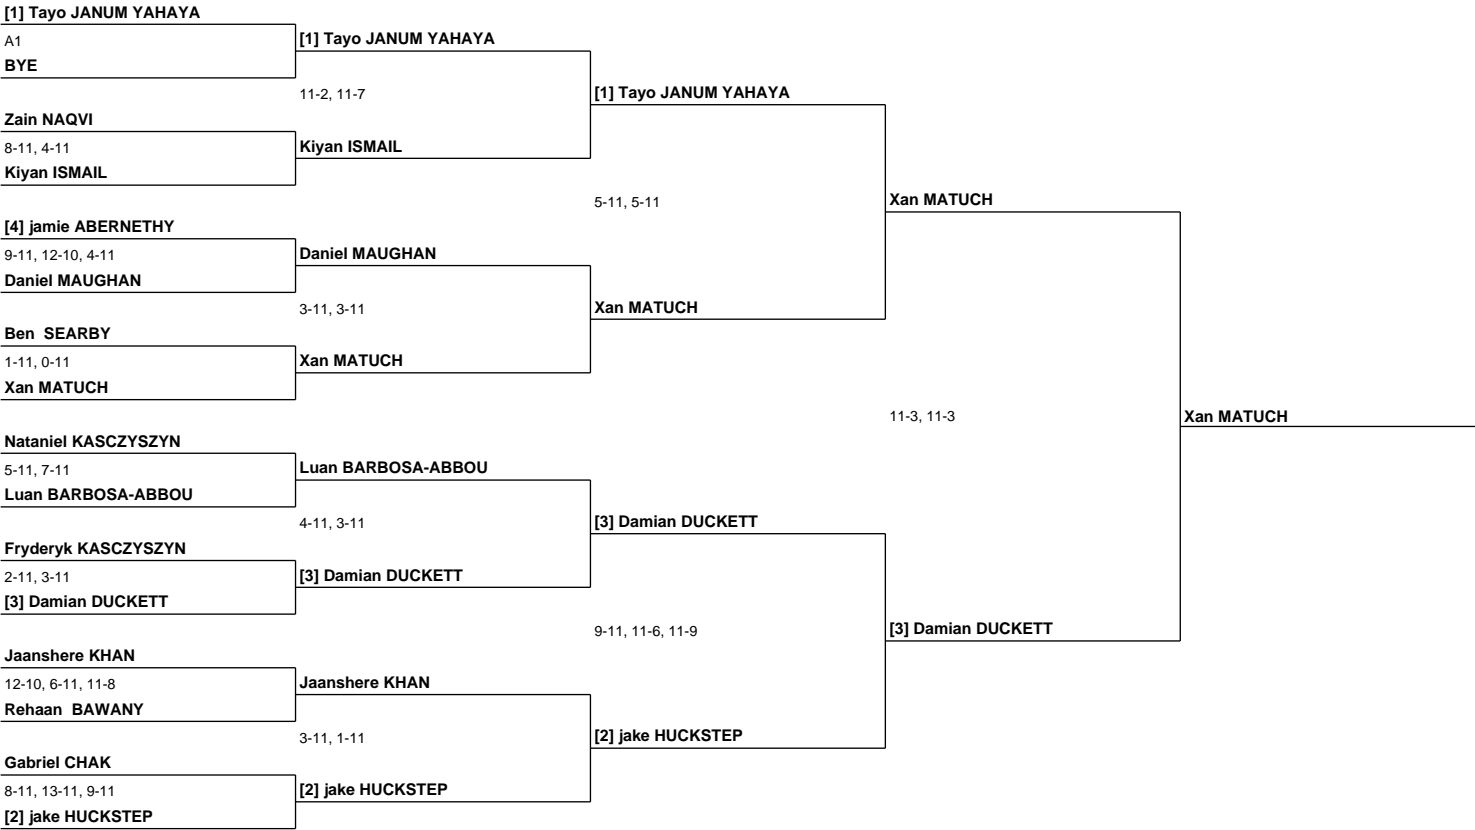 [1] Tayo JANUM YAHAYA
A1
BYE
Zain NAQVI
8-11, 4-11
Kiyan ISMAIL
[4] jamie ABERNETHY
9-11, 12-10, 4-11
Daniel MAUGHAN
Ben  SEARBY
1-11, 0-11
Xan MATUCH
Nataniel KASCZYSZYN
5-11, 7-11
Luan BARBOSA-ABBOU
Fryderyk KASCZYSZYN
2-11, 3-11
[3] Damian DUCKETT
Jaanshere KHAN
12-10, 6-11, 11-8
Rehaan  BAWANY
Gabriel CHAK
8-11, 13-11, 9-11
[2] jake HUCKSTEP
[1] Tayo JANUM YAHAYA
11-2, 11-7
Kiyan ISMAIL
Daniel MAUGHAN
3-11, 3-11
Xan MATUCH
Luan BARBOSA-ABBOU
4-11, 3-11
[3] Damian DUCKETT
Jaanshere KHAN
3-11, 1-11
[2] jake HUCKSTEP
[1] Tayo JANUM YAHAYA
5-11, 5-11
Xan MATUCH
[3] Damian DUCKETT
9-11, 11-6, 11-9
[2] jake HUCKSTEP
Xan MATUCH
11-3, 11-3
[3] Damian DUCKETT
Xan MATUCH